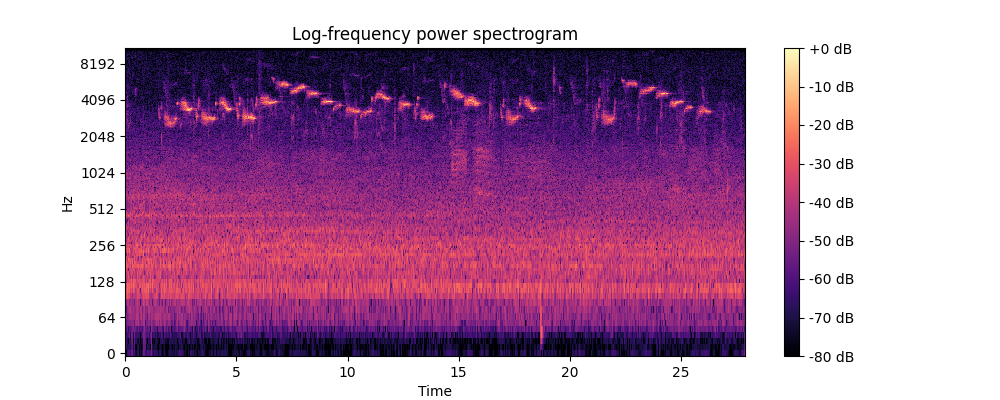 Log-frequency power spectrogram
8192
4096
2048
1024
512
256
128
64
0
Hz
0 5 10 15 20 25
Time
+0 dB
-10 dB
-20 dB
-30 dB
-40 dB
-50 dB
-60 dB
-70 dB
-80 dB